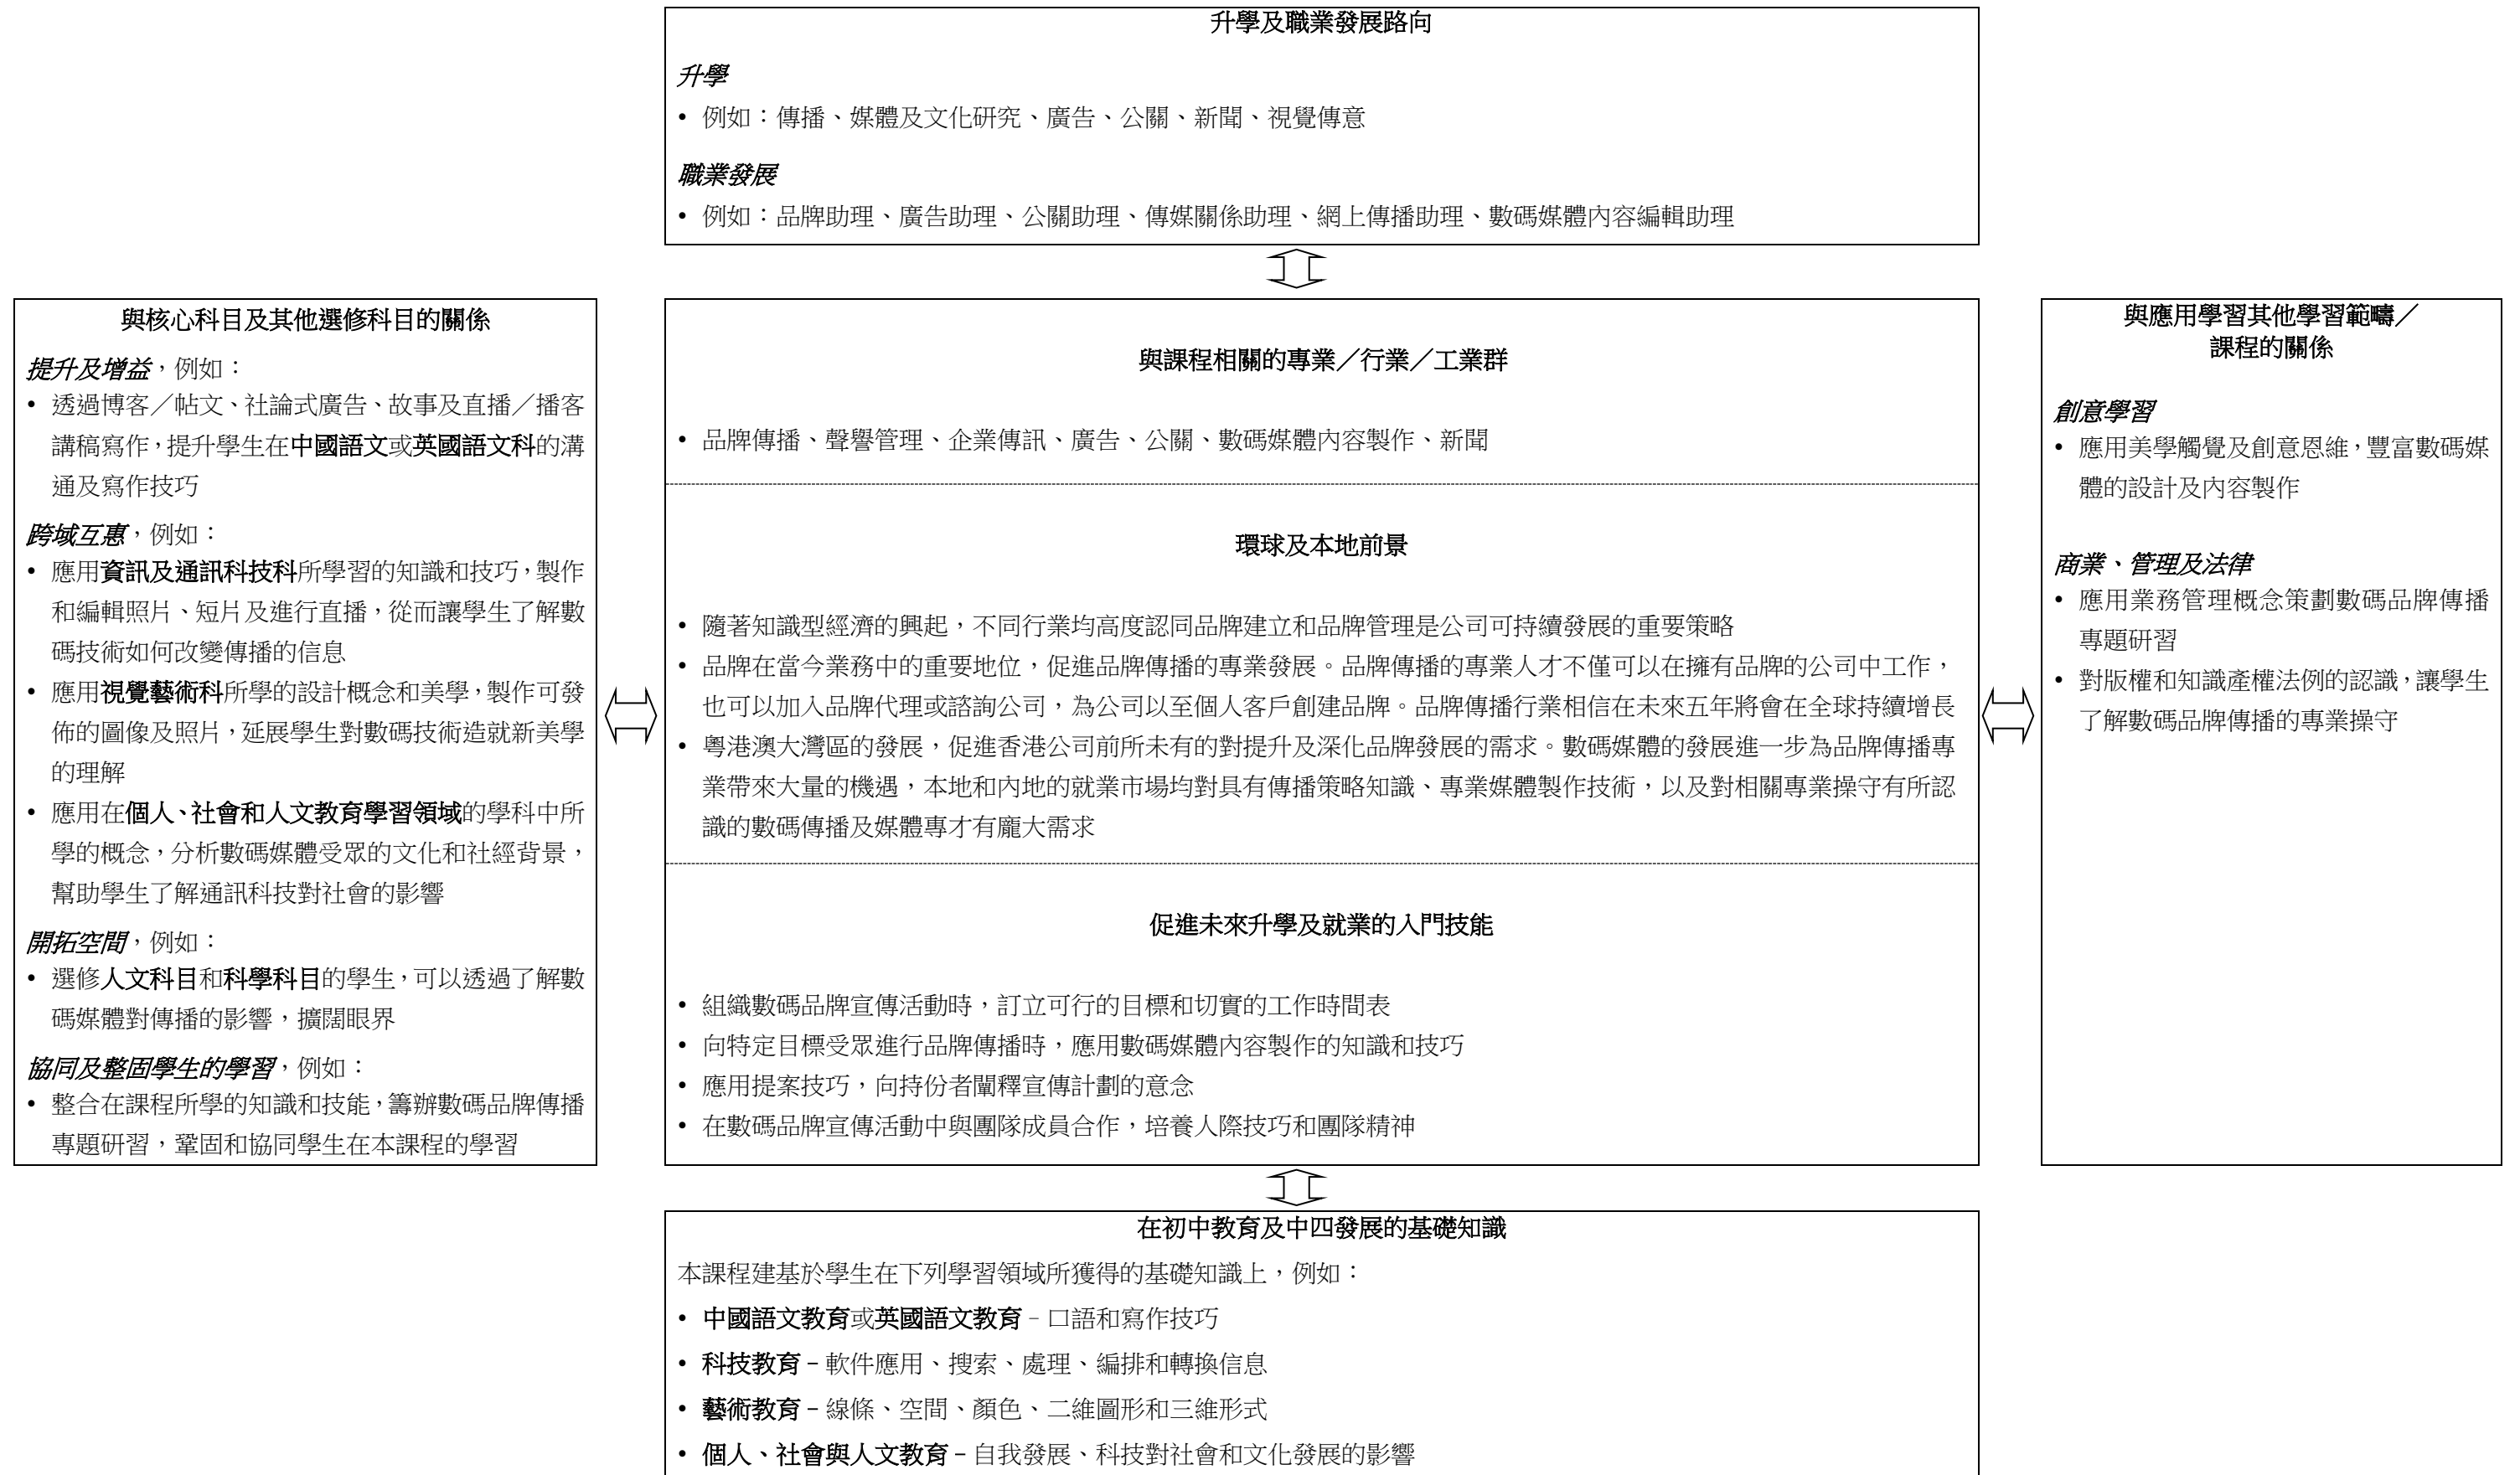 升學及職業發展路向
升學
• 例如：傳播、媒體及文化研究、廣告、公關、新聞、視覺傳意
職業發展
• 例如：品牌助理、廣告助理、公關助理、傳媒關係助理、網上傳播助理、數碼媒體內容編輯助理
與核心科目及其他選修科目的關係
提升及增益，例如：
• 透過博客／帖文、社論式廣告、故事及直播／播客
講稿寫作，提升學生在中國語文或英國語文科的溝
通及寫作技巧
跨域互惠，例如：
• 應用資訊及通訊科技科所學習的知識和技巧，製作
和編輯照片、短片及進行直播，從而讓學生了解數
碼技術如何改變傳播的信息
• 應用視覺藝術科所學的設計概念和美學，製作可發
佈的圖像及照片，延展學生對數碼技術造就新美學
的理解
• 應用在個人、社會和人文教育學習領域的學科中所
學的概念，分析數碼媒體受眾的文化和社經背景，
幫助學生了解通訊科技對社會的影響
開拓空間，例如：
• 選修人文科目和科學科目的學生，可以透過了解數
碼媒體對傳播的影響，擴闊眼界
協同及整固學生的學習，例如：
• 整合在課程所學的知識和技能，籌辦數碼品牌傳播
專題研習，鞏固和協同學生在本課程的學習
與課程相關的專業／行業／工業群
• 品牌傳播、聲譽管理、企業傳訊、廣告、公關、數碼媒體內容製作、新聞
環球及本地前景
• 隨著知識型經濟的興起，不同行業均高度認同品牌建立和品牌管理是公司可持續發展的重要策略
• 品牌在當今業務中的重要地位，促進品牌傳播的專業發展。品牌傳播的專業人才不僅可以在擁有品牌的公司中工作，
也可以加入品牌代理或諮詢公司，為公司以至個人客戶創建品牌。品牌傳播行業相信在未來五年將會在全球持續增長
• 粵港澳大灣區的發展，促進香港公司前所未有的對提升及深化品牌發展的需求。數碼媒體的發展進一步為品牌傳播專
業帶來大量的機遇，本地和內地的就業市場均對具有傳播策略知識、專業媒體製作技術，以及對相關專業操守有所認
識的數碼傳播及媒體專才有龐大需求
促進未來升學及就業的入門技能
• 組織數碼品牌宣傳活動時，訂立可行的目標和切實的工作時間表
• 向特定目標受眾進行品牌傳播時，應用數碼媒體內容製作的知識和技巧
• 應用提案技巧，向持份者闡釋宣傳計劃的意念
• 在數碼品牌宣傳活動中與團隊成員合作，培養人際技巧和團隊精神
與應用學習其他學習範疇／
課程的關係
創意學習
• 應用美學觸覺及創意恩維，豐富數碼媒
體的設計及內容製作
商業、管理及法律
• 應用業務管理概念策劃數碼品牌傳播
專題研習
• 對版權和知識產權法例的認識，讓學生
了解數碼品牌傳播的專業操守
在初中教育及中四發展的基礎知識
本課程建基於學生在下列學習領域所獲得的基礎知識上，例如：
• 中國語文教育或英國語文教育 – 口語和寫作技巧
• 科技教育 – 軟件應用、搜索、處理、編排和轉換信息
• 藝術教育 – 線條、空間、顏色、二維圖形和三維形式
• 個人、社會與人文教育 – 自我發展、科技對社會和文化發展的影響